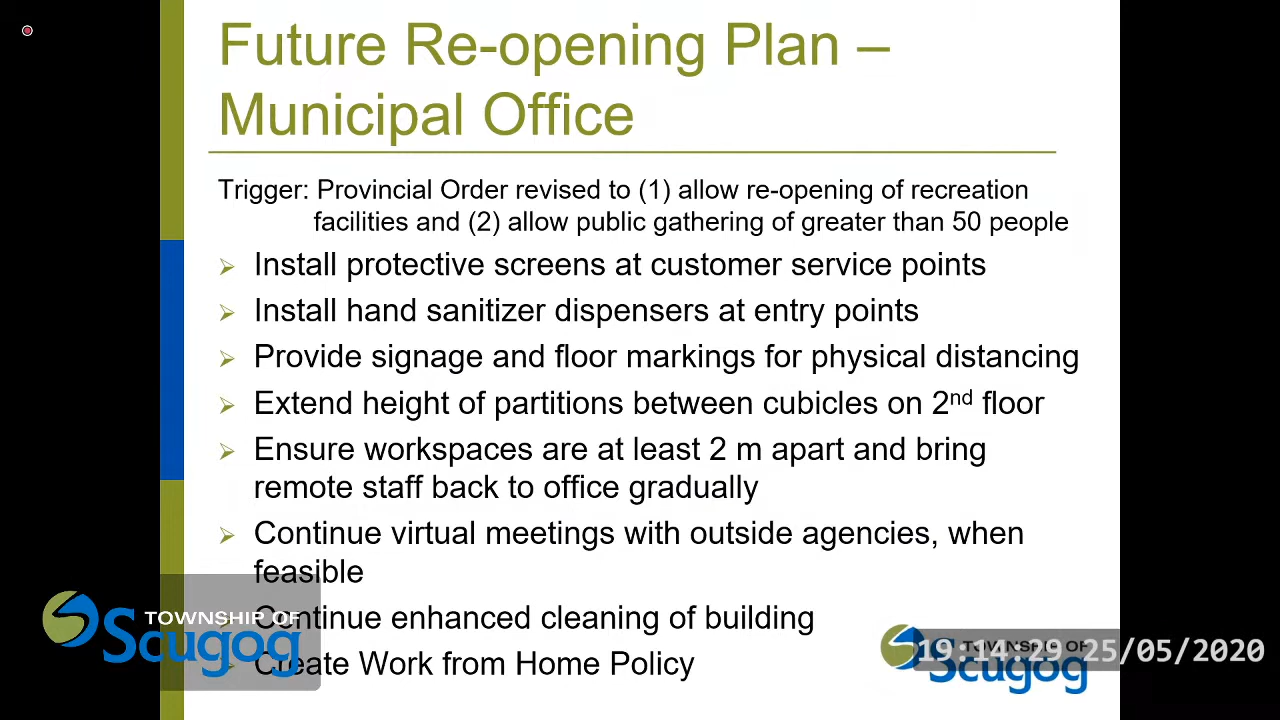 Future Re-opening Plan –
Municipal Office
Trigger: Provincial Order revised to (1) allow re-opening of recreation
facilities and (2) allow public gathering of greater than 50 people
Install protective screens at customer service points
Install hand sanitizer dispensers at entry points
Provide signage and floor markings for physical distancing
Extend height of partitions between cubicles on 2nd floor
Ensure workspaces are at least 2 m apart and bring
remote staff back to office gradually
Continue virtual meetings with outside agencies, when
feasible
Continue enhanced cleaning of building
Create Work from Home Policy
TOWNSHIP OF
Scugog
TOWNSHIP OF
Scugog
19:14:29 25/05/2020